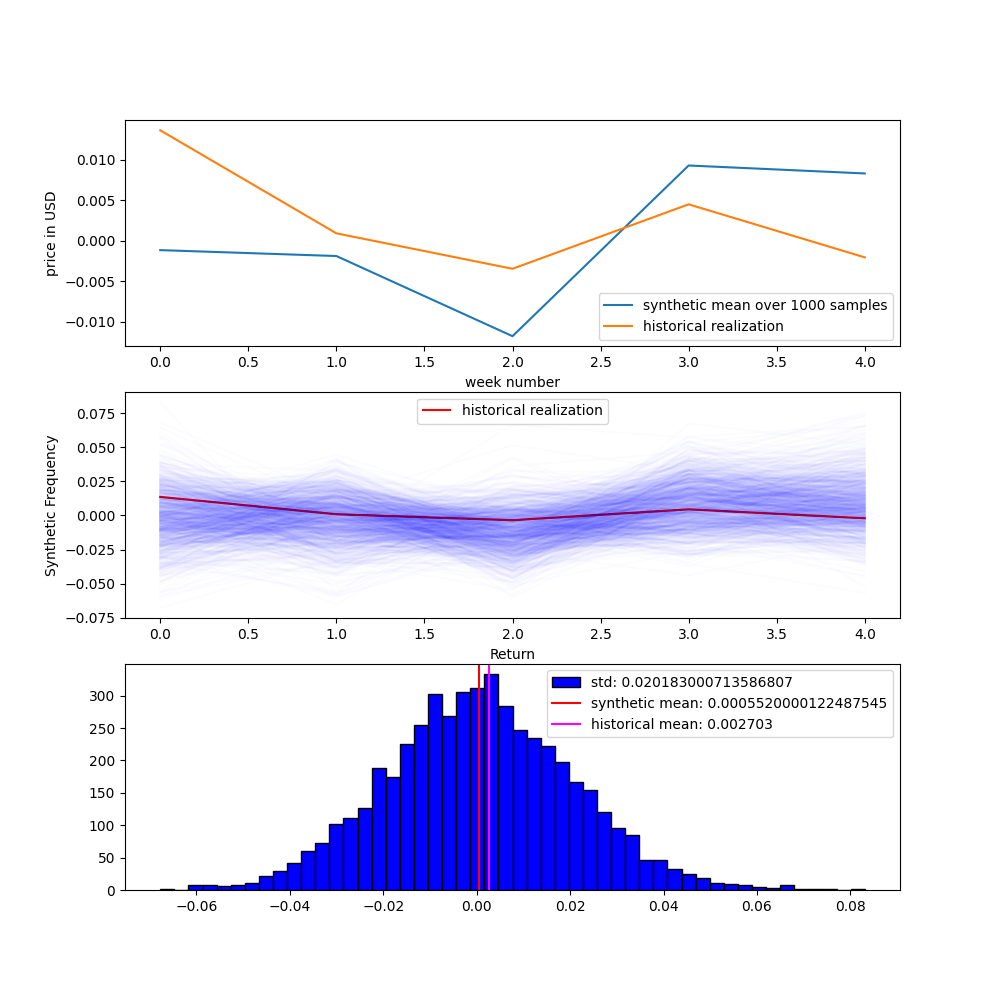 0.010
0.005
0.000
−0.005
−0.010
price in USD
synthetic mean over 1000 samples
historical realization
0.0 0.5 1.0 1.5 2.0 2.5 3.0 3.5 4.0
week number
historical realization
0.075
0.050
0.025
0.000
−0.025
−0.050
−0.075
Synthetic Frequency
0.0 0.5 1.0 1.5 2.0 2.5 3.0 3.5 4.0
Return
std: 0.020183000713586807
synthetic mean: 0.0005520000122487545
historical mean: 0.002703
300
250
200
150
100
50
0
−0.06 −0.04 −0.02 0.00 0.02 0.04 0.06 0.08